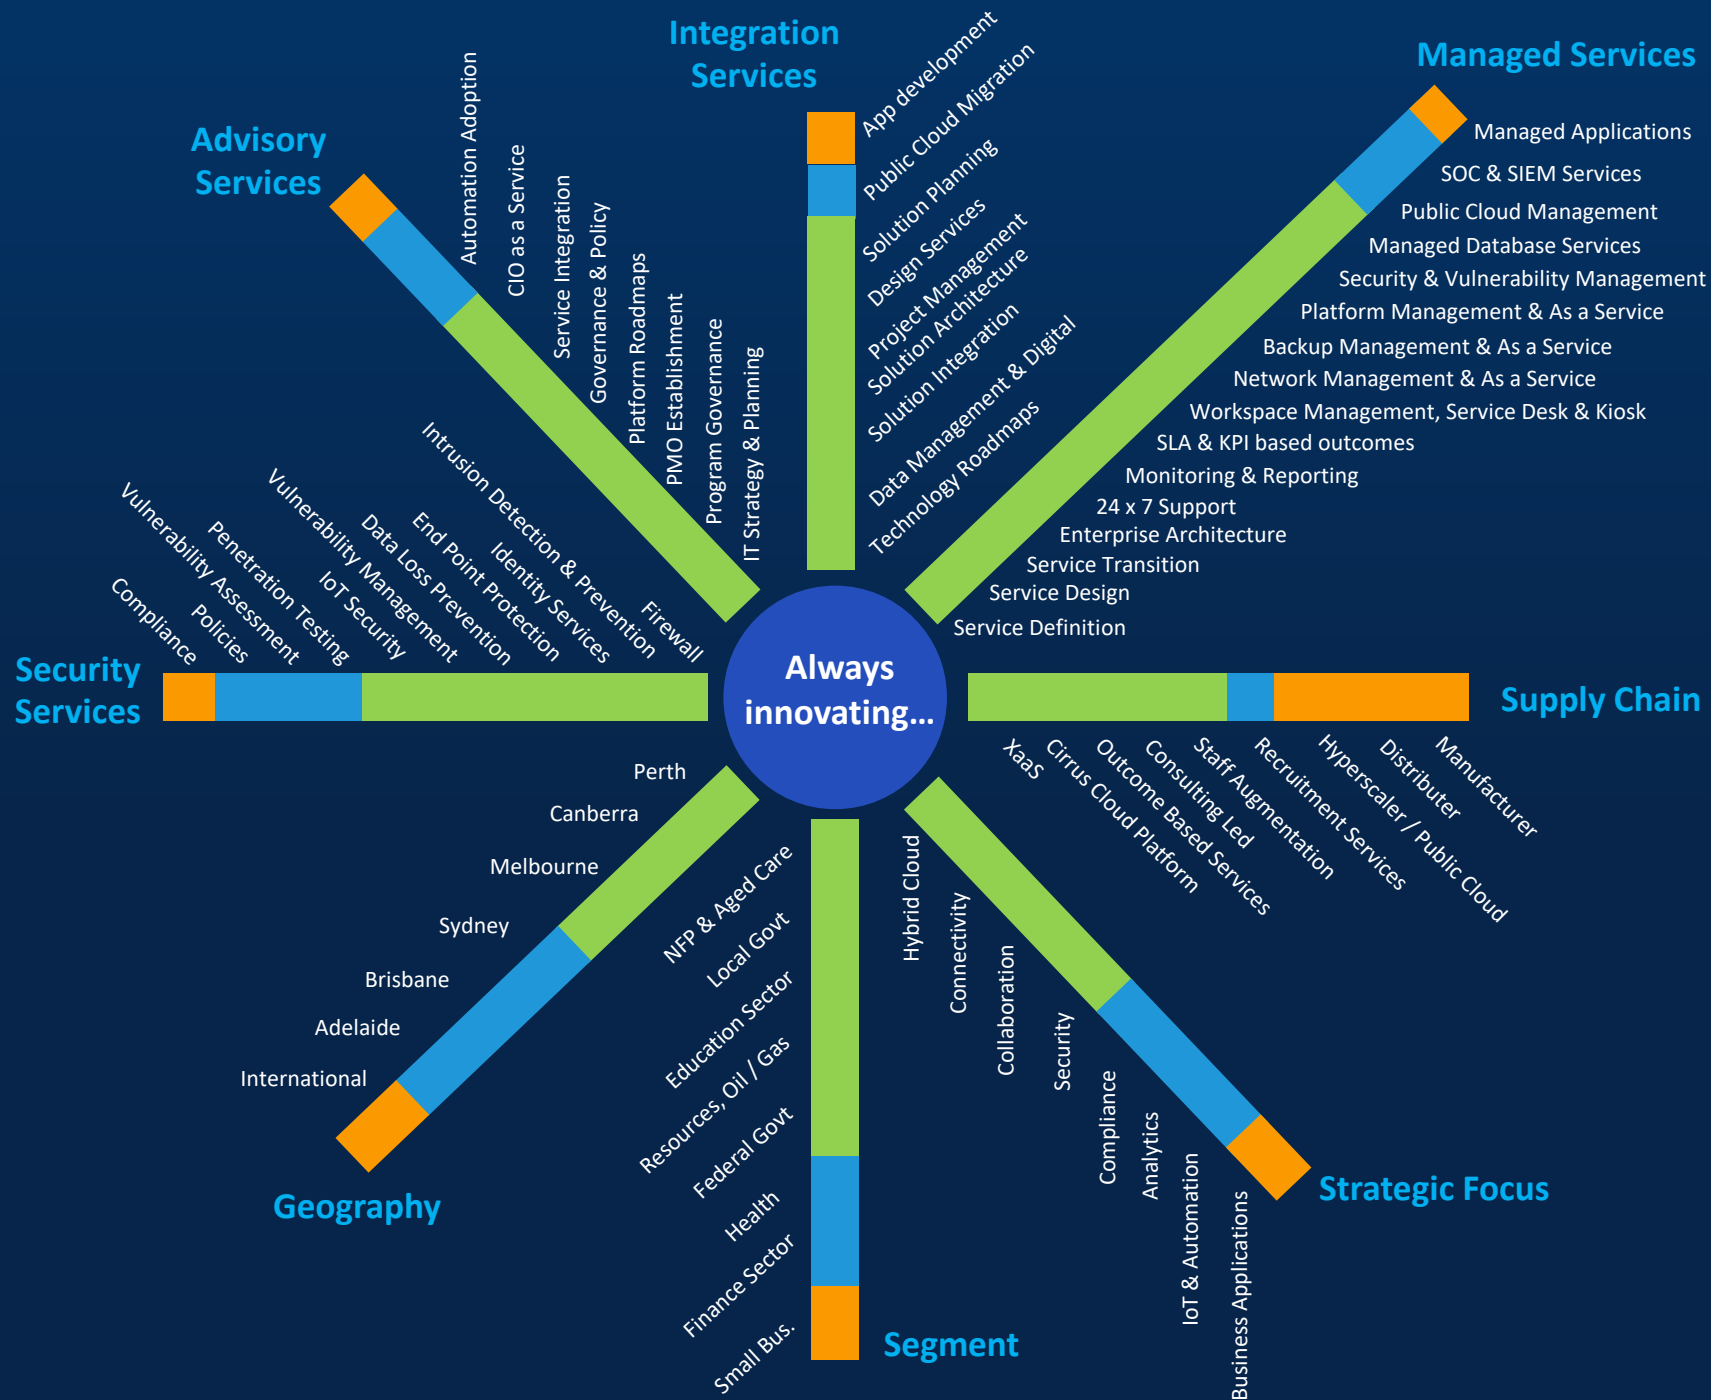 Integration
Services
App development
Public Cloud Migration
Solution Planning
Design Services
Project Management
Solution Architecture
Solution Integration
Data Management & Digital
Technology Roadmaps
Managed Services
Managed Applications
SOC & SIEM Services
Public Cloud Management
Managed Database Services
Security & Vulnerability Management
Platform Management & As a Service
Backup Management & As a Service
Network Management & As a Service
Workspace Management, Service Desk & Kiosk
SLA & KPI based outcomes
Monitoring & Reporting
24 x 7 Support
Enterprise Architecture
Service Transition
Service Design
Service Definition
Advisory
Services
Automation Adoption
CIO as a Service
Service Integration
Governance & Policy
Platform Roadmaps
PMO Establishment
Program Governance
IT Strategy & Planning
Security
Services
Compliance
Policies
Vulnerability Assessment
Penetration Testing
IoT Security
Vulnerability Management
Data Loss Prevention
End Point Protection
Identity Services
Intrusion Detection & Prevention
Firewall
Always
innovating...
Supply Chain
XaaS
Cirrus Cloud Platform
Outcome Based Services
Consulting Led
Staff Augmentation
Recruitment Services
Hyperscaler / Public Cloud
Distributer
Manufacturer
Perth
Canberra
Melbourne
Sydney
Brisbane
Adelaide
International
Geography
NFP & Aged Care
Local Govt
Education Sector
Resources, Oil / Gas
Federal Govt
Health
Finance Sector
Small Bus.
Segment
Hybrid Cloud
Connectivity
Collaboration
Security
Compliance
Analytics
IoT & Automation
Business Applications
Strategic Focus